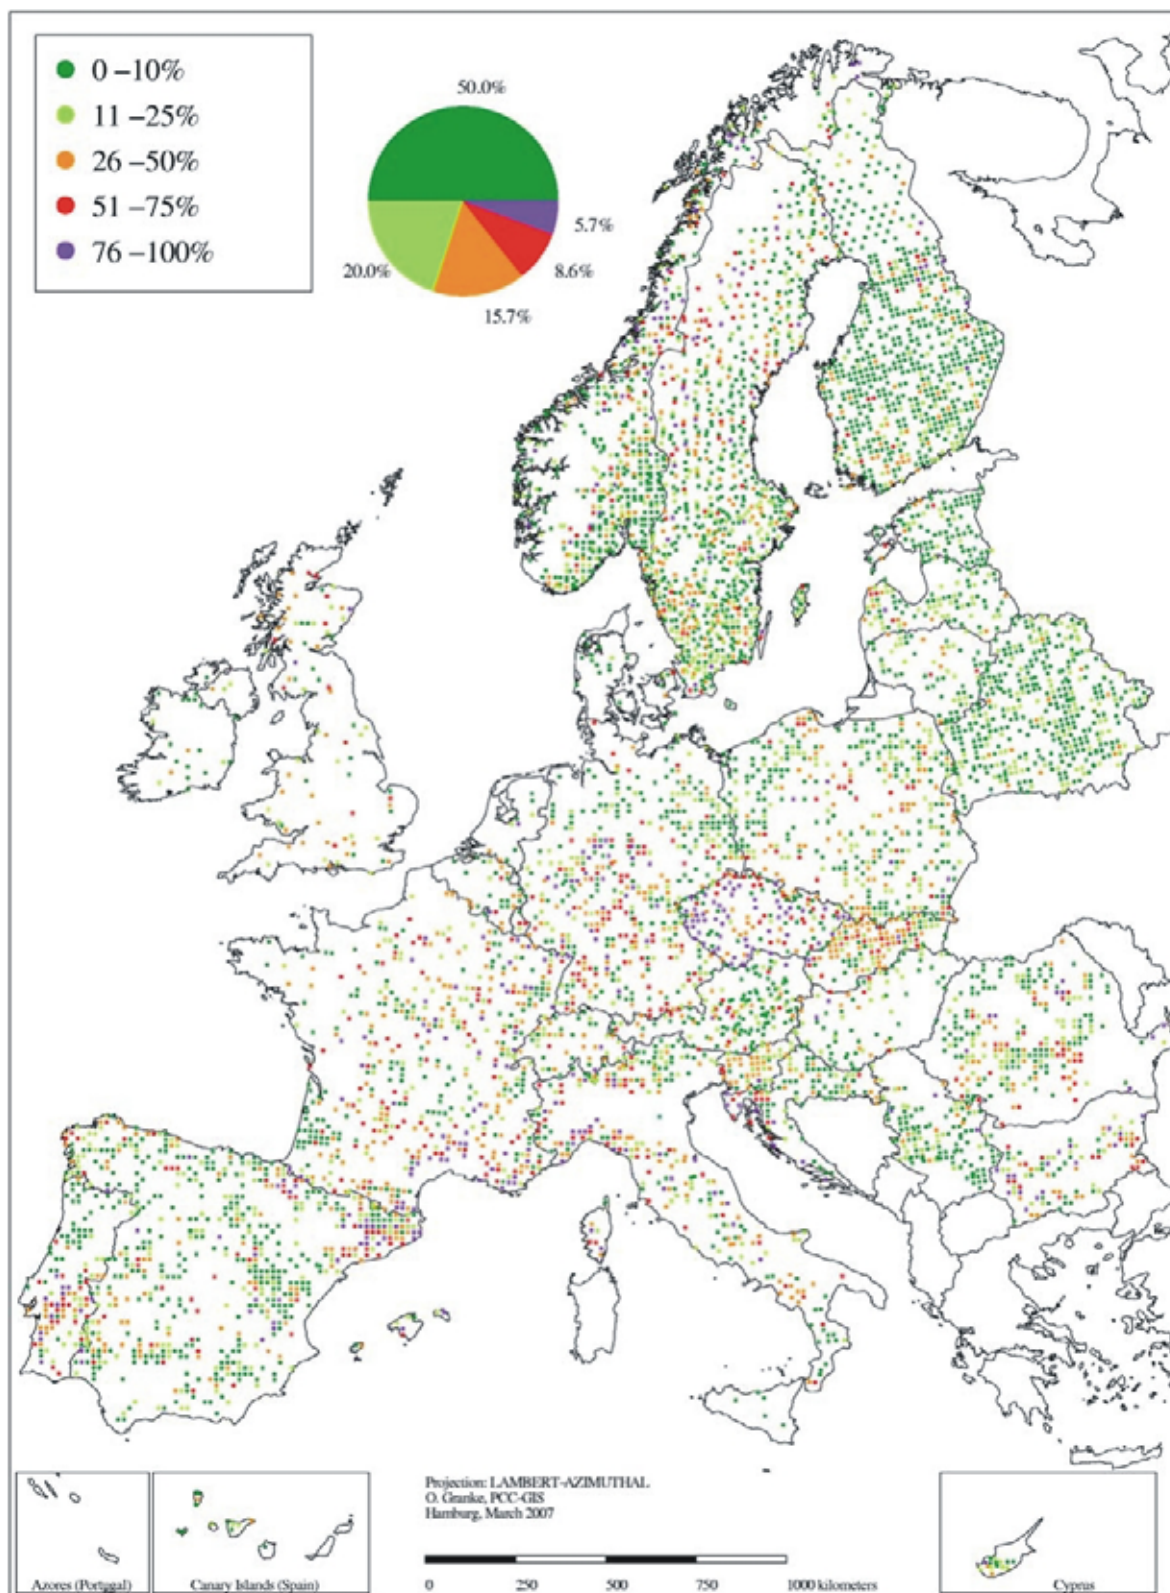 0 –10%
11 –25%
26 –50%
51 –75%
76 –100%
50.0%
5.7%
8.6%
15.7%
20.0%
Projection: LAMBERT-AZIMUTHAL
O. Granke, PCC-GIS
Hamburg, March 2007
Azores (Portugal)
Canary Islands (Spain)
0 250 500 750 1000 kilometers
Cyprus